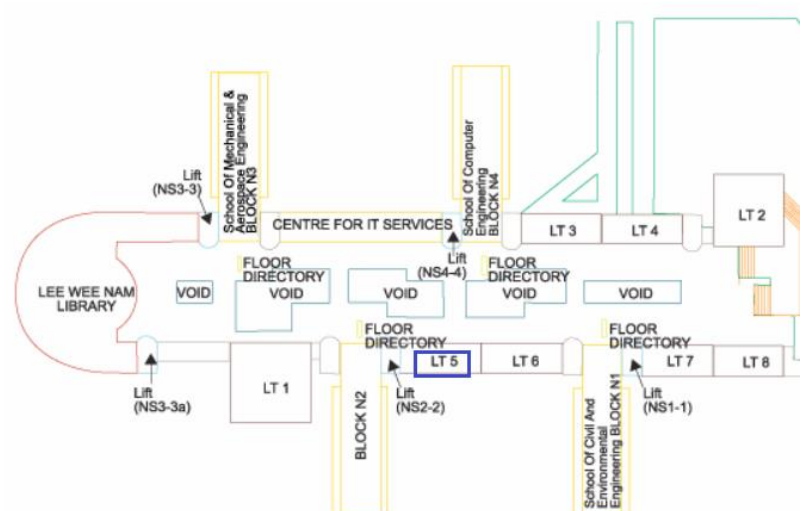 School Of Mechanical &
Aerospace Engineering
BLOCK N3
School Of Computer
Engineering
BLOCK N4
Lift
(NS3-3)
CENTRE FOR IT SERVICES
LT 3
LT 4
LT 2
Lift
(NS4-4)
FLOOR
DIRECTORY
FLOOR
DIRECTORY
LEE WEE NAM
LIBRARY
VOID
VOID
VOID
VOID
VOID
FLOOR
DIRECTORY
FLOOR
DIRECTORY
LT 1
LT 5
LT 6
LT 7
LT 8
Lift
(NS3-3a)
Lift
(NS2-2)
Lift
(NS1-1)
BLOCK N2
School Of Civil And
Environmental
Engineering BLOCK N1